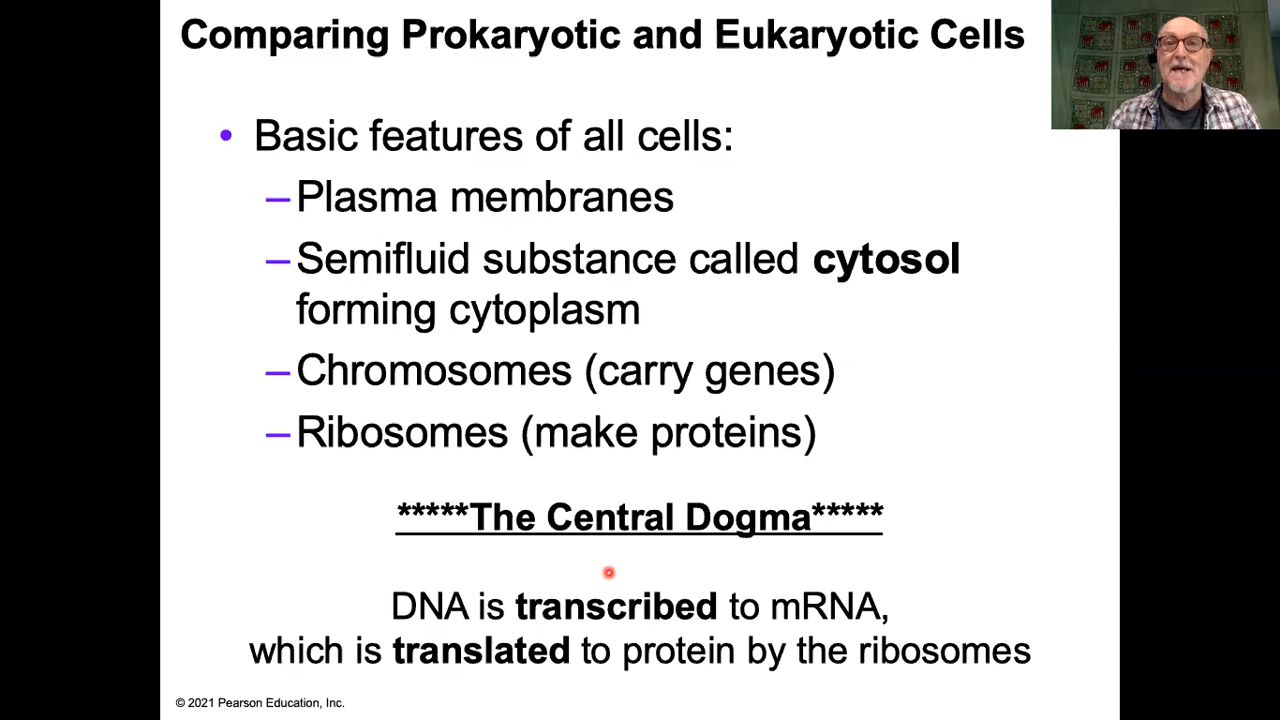 Comparing Prokaryotic and Eukaryotic Cells
• Basic features of all cells:
–Plasma membranes
–Semifluid substance called cytosol
forming cytoplasm
–Chromosomes (carry genes)
–Ribosomes (make proteins)
*****The Central Dogma*****
DNA is transcribed to mRNA,
which is translated to protein by the ribosomes
© 2021 Pearson Education, Inc.